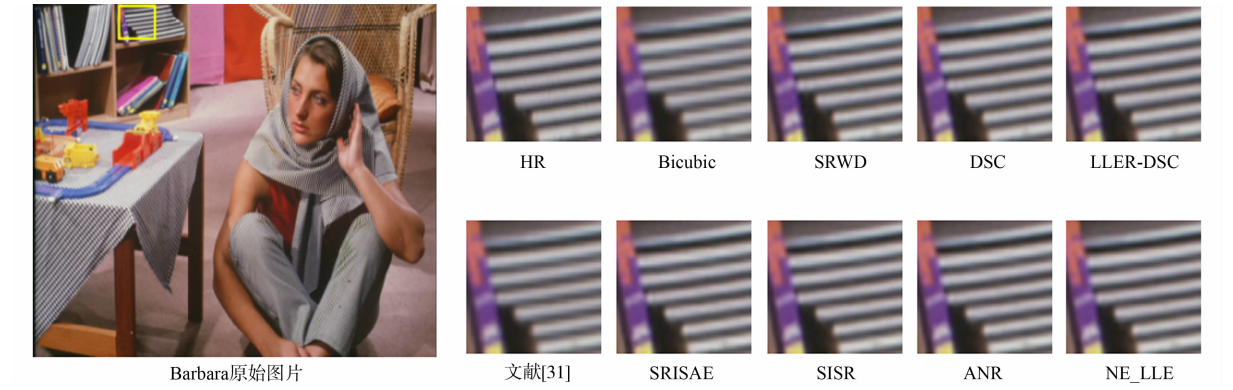 HR Bicubic SRWD DSC LLER-DSC
Barbara原始图片 文献[31] SRISAE SISR ANR NE_LLE